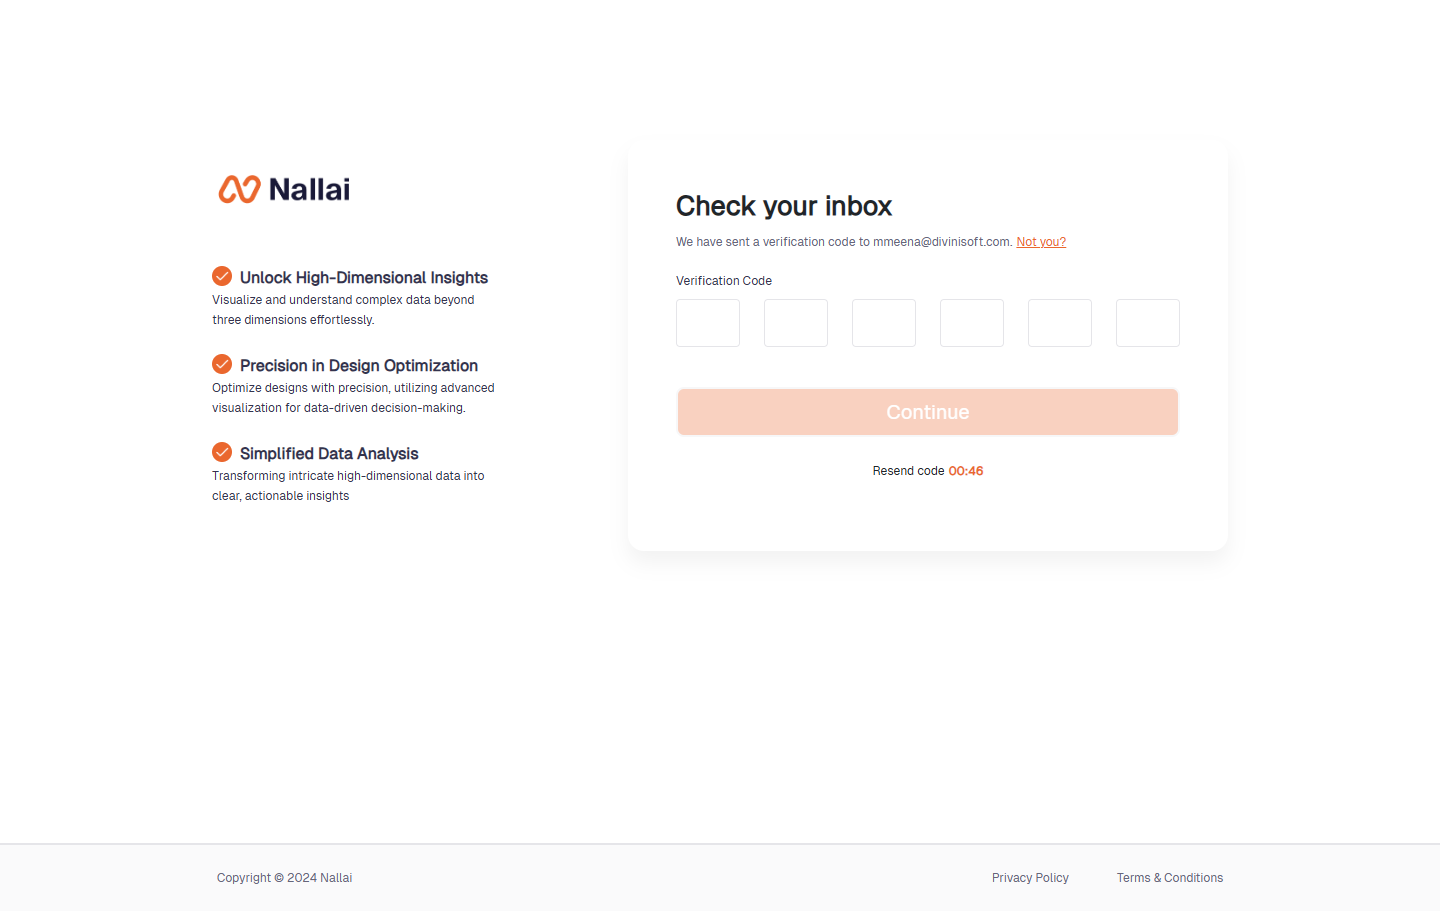 Nallai
Unlock High-Dimensional Insights
Visualize and understand complex data beyond
three dimensions effortlessly.
Precision in Design Optimization
Optimize designs with precision, utilizing advanced
visualization for data-driven decision-making.
Simplified Data Analysis
Transforming intricate high-dimensional data into
clear, actionable insights
Check your inbox
We have sent a verification code to mmeena@divinisoft.com. Not you?
Verification Code
Continue
Resend code 00:46
Copyright © 2024 Nallai
Privacy Policy
Terms & Conditions